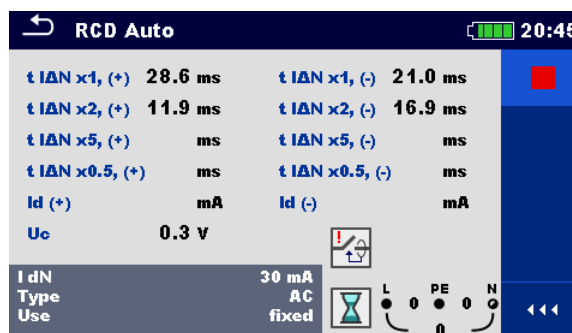 RCD Auto 20:45
t IΔN x1, (+) 28.6 ms t IΔN x1, (-) 21.0 ms
t IΔN x2, (+) 11.9 ms t IΔN x2, (-) 16.9 ms
t IΔN x5, (+) ms t IΔN x5, (-) ms
t IΔN x0.5, (+) ms t IΔN x0.5, (-) ms
Id (+) mA Id (-) mA
Uc 0.3 V
I dN 30 mA
Type AC
Use fixed
L PE N
0 0
0